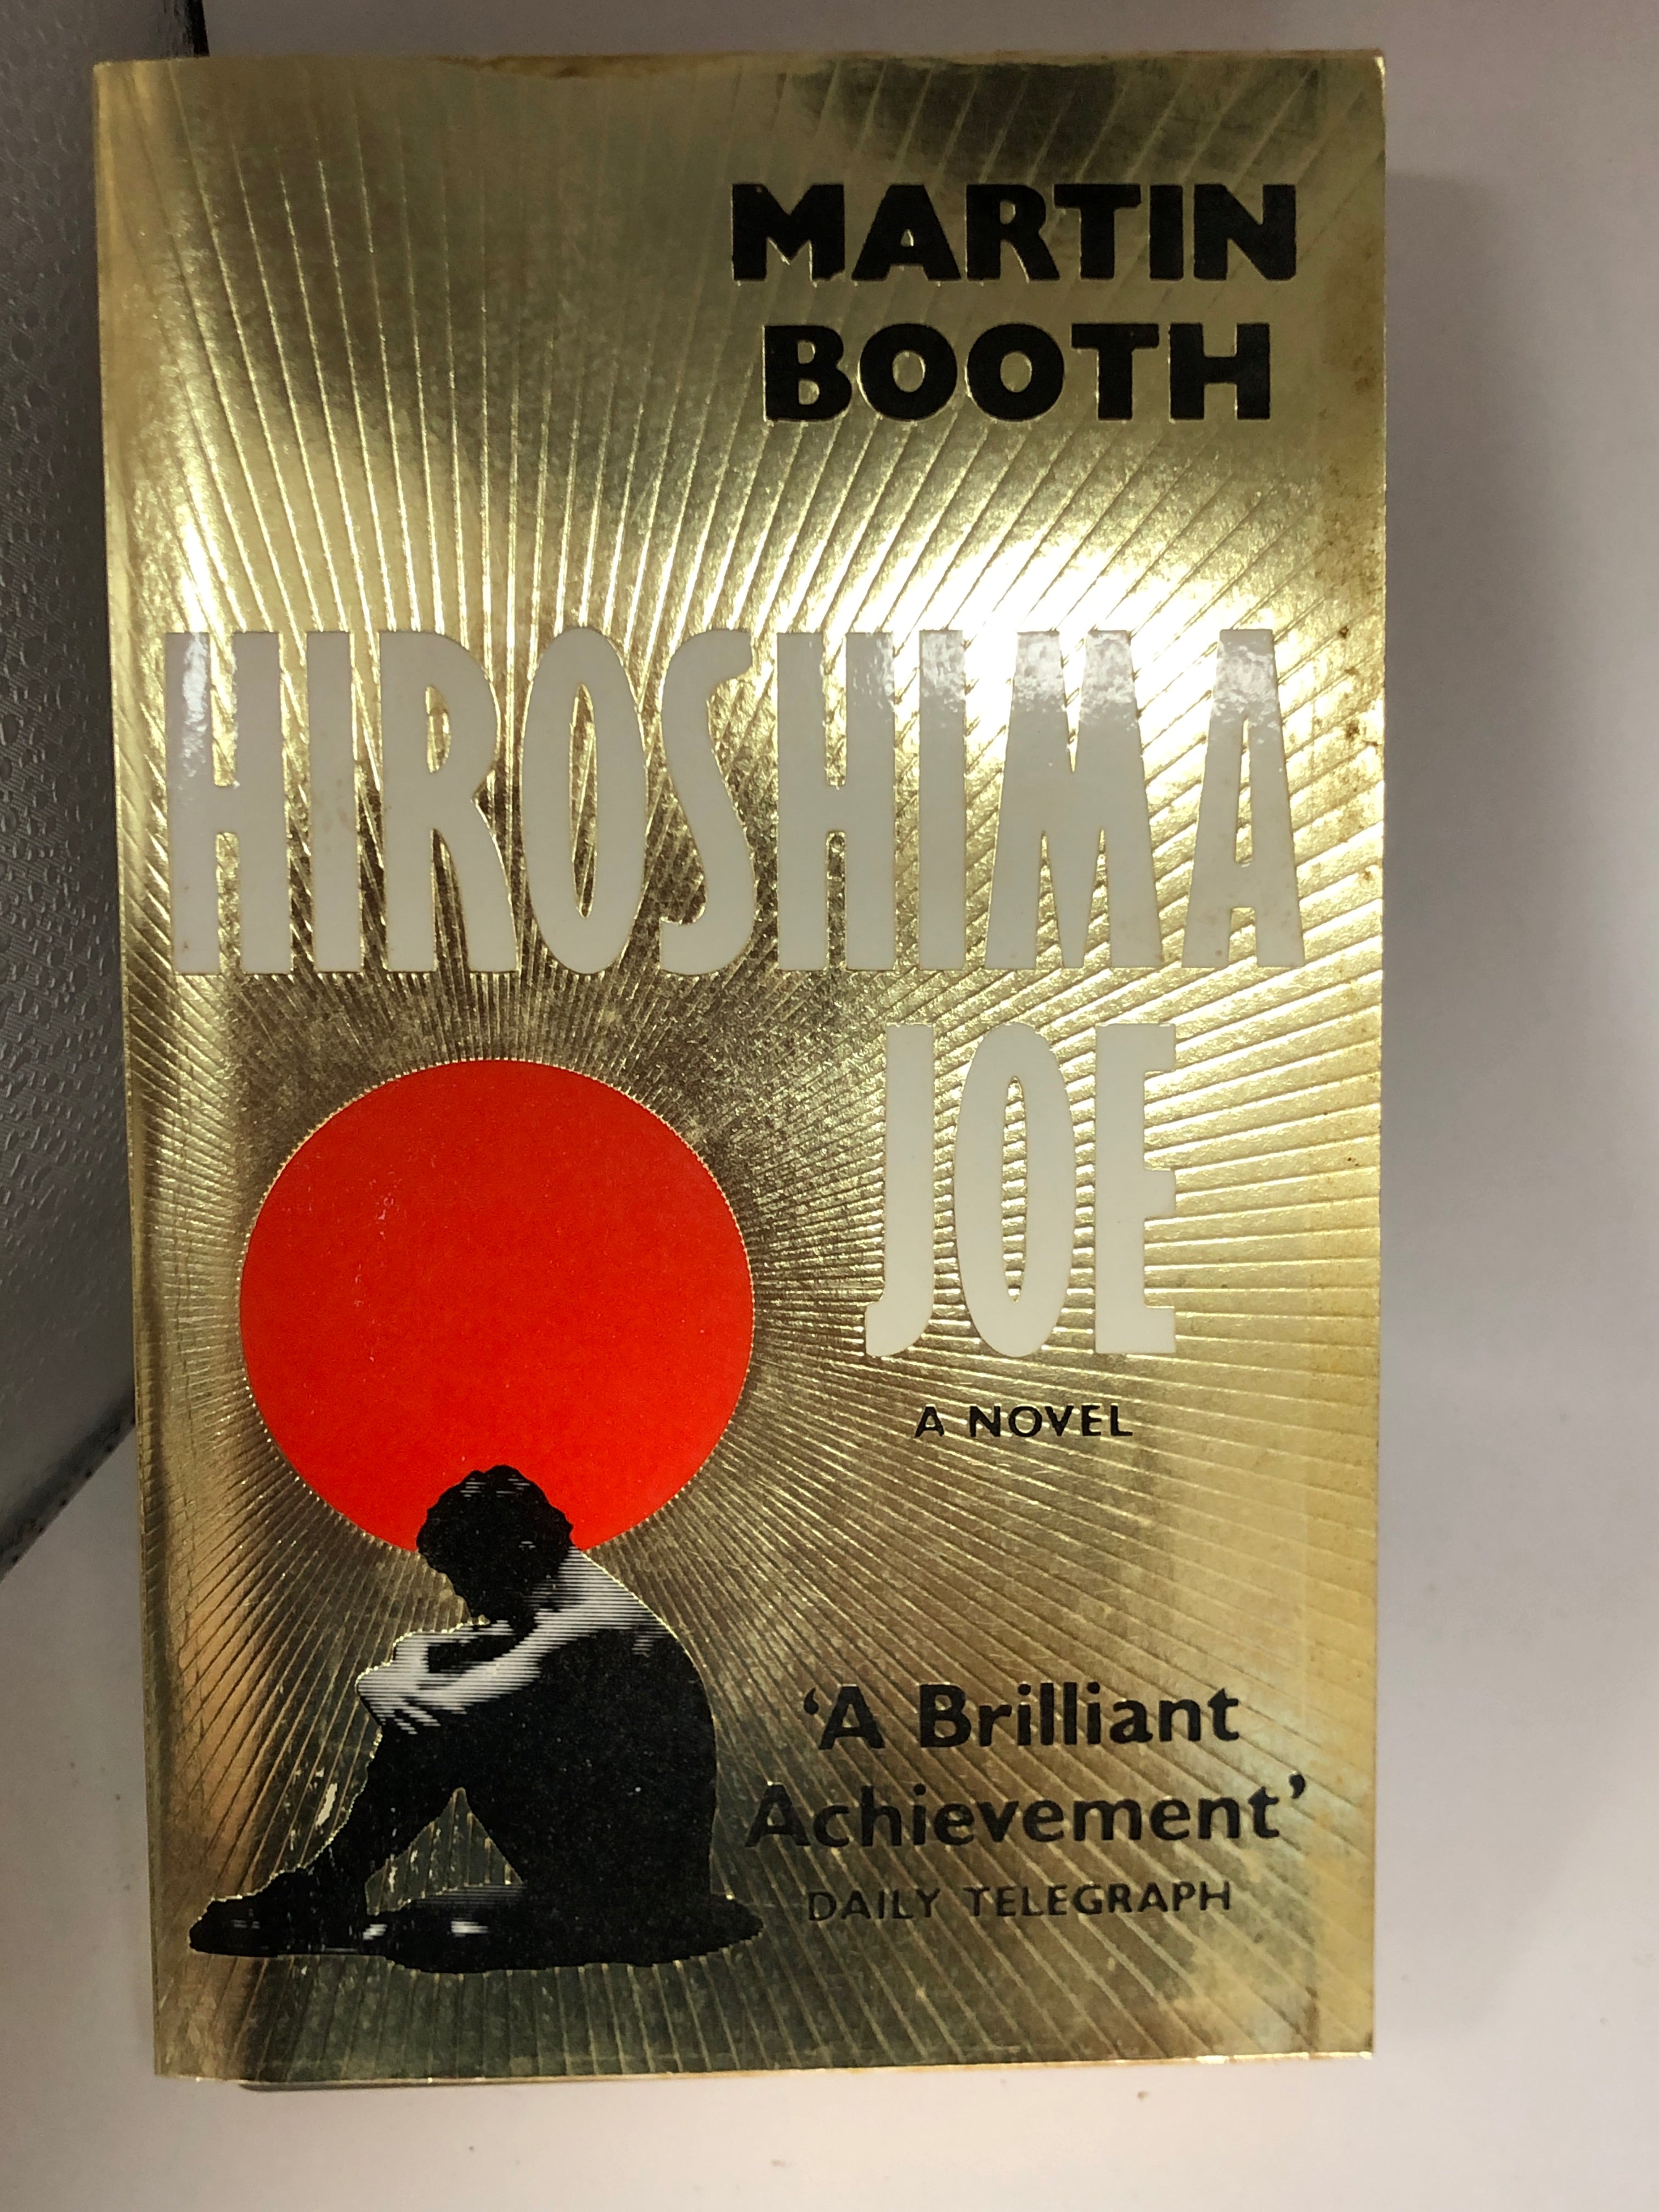 MARTIN
BOOTH
HIROSHIMA
JOE
A NOVEL
‘A Brilliant
Achievement’
DAILY TELEGRAPH